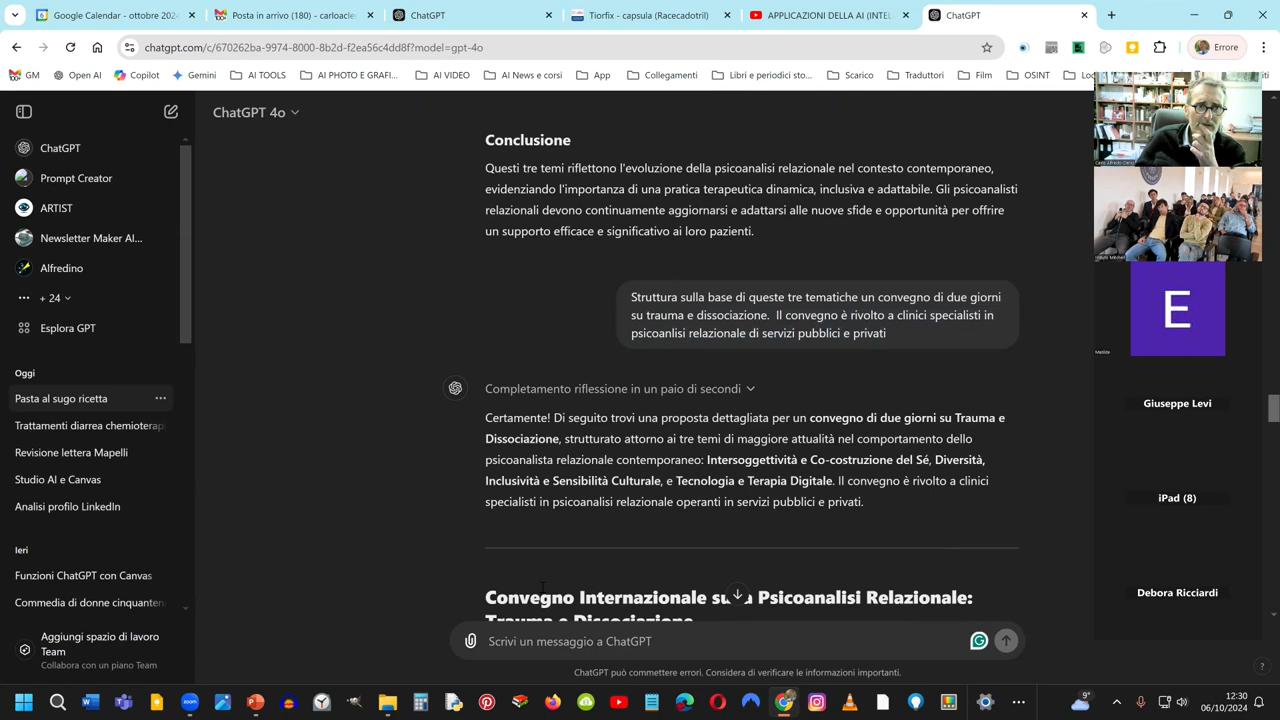 Google Calendar - ottobre 2024
Posta in arrivo (180) - carloacle
ChatGPT
Tiorfix - capsula (Racecadotril)
APPLICAZIONI DELLA AI (INTEL
ChatGPT
chatgpt.com/c/670262ba-9974-8000-8b2d-f2ea56c4dd8f?model=gpt-4o
Errore
GM
Open AI
Copilot
Gemini
AI TOOLS
AI PHOTO E GRAFI...
AI VIDEO
AI News e corsi
App
Collegamenti
Libri e periodici sto...
Scarico
Traduttori
Film
OSINT
ChatGPT 4o
ChatGPT
Prompt Creator
ARTIST
Newsletter Maker AI...
Alfredino
+ 24
Esplora GPT
Oggi
Pasta al sugo ricetta
Trattamenti diarrea chemioterap
Revisione lettera Mapelli
Studio AI e Canvas
Analisi profilo LinkedIn
Ieri
Funzioni ChatGPT con Canvas
Commedia di donne cinquanten
Aggiungi spazio di lavoro
Team
Collabora con un piano Team
Conclusione
Questi tre temi riflettono l'evoluzione della psicoanalisi relazionale nel contesto contemporaneo,
evidenziando l'importanza di una pratica terapeutica dinamica, inclusiva e adattabile. Gli psicoanalisti
relazionali devono continuamente aggiornarsi e adattarsi alle nuove sfide e opportunità per offrire
un supporto efficace e significativo ai loro pazienti.
Struttura sulla base di queste tre tematiche un convegno di due giorni
su trauma e dissociazione. Il convegno è rivolto a clinici specialisti in
psicoanlisi relazionale di servizi pubblici e privati
Completamento riflessione in un paio di secondi
Certamente! Di seguito trovi una proposta dettagliata per un convegno di due giorni su Trauma e
Dissociazione, strutturato attorno ai tre temi di maggiore attualità nel comportamento dello
psicoanalista relazionale contemporaneo: Intersoggettività e Co-costruzione del Sé, Diversità,
Inclusività e Sensibilità Culturale, e Tecnologia e Terapia Digitale. Il convegno è rivolto a clinici
specialisti in psicoanalisi relazionale operanti in servizi pubblici e privati.
Convegno Internazionale sulla Psicoanalisi Relazionale:
Trauma e Dissociazione
Scrivi un messaggio a ChatGPT
ChatGPT può commettere errori. Considera di verificare le informazioni importanti.
E
Matilde
Giuseppe Levi
iPad (8)
Debora Ricciardi
?
9°
12:30
06/10/2024